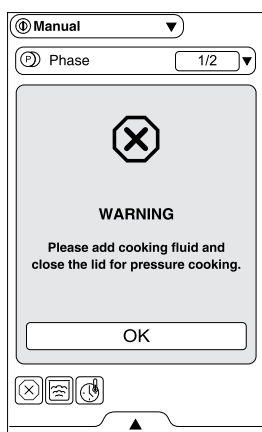 Manual
P Phase 1/2
WARNING
Please add cooking fluid and
close the lid for pressure cooking.
OK